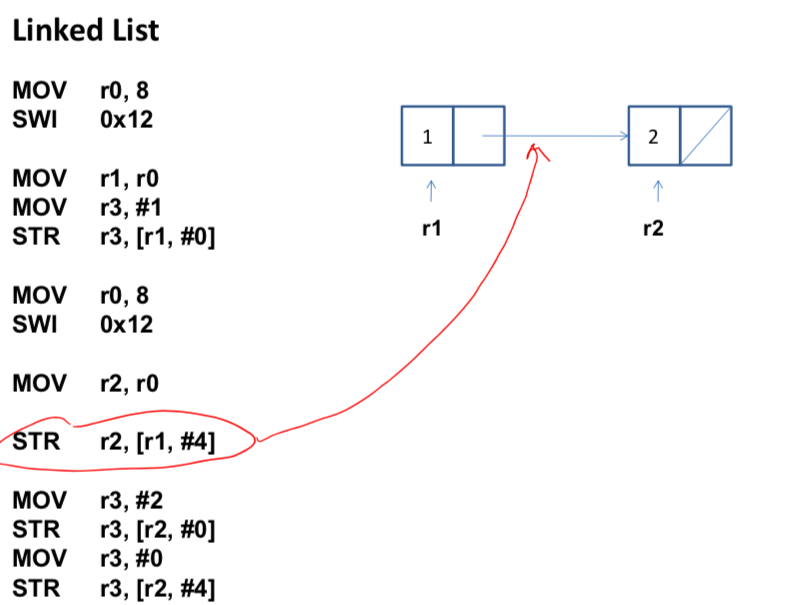 Linked List
MOV r0, 8
SWI 0x12
MOV r1, r0
MOV r3, #1
STR r3, [r1, #0]
MOV r0, 8
SWI 0x12
MOV r2, r0
STR r2, [r1, #4]
MOV r3, #2
STR r3, [r2, #0]
MOV r3, #0
STR r3, [r2, #4]
1 2
r1 r2